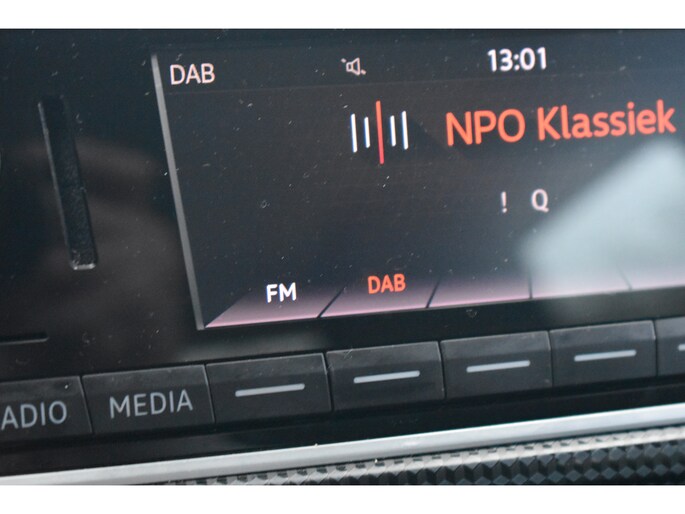 DAB 13:01
NPO Klassiek
! Q
FM DAB
ADIO MEDIA